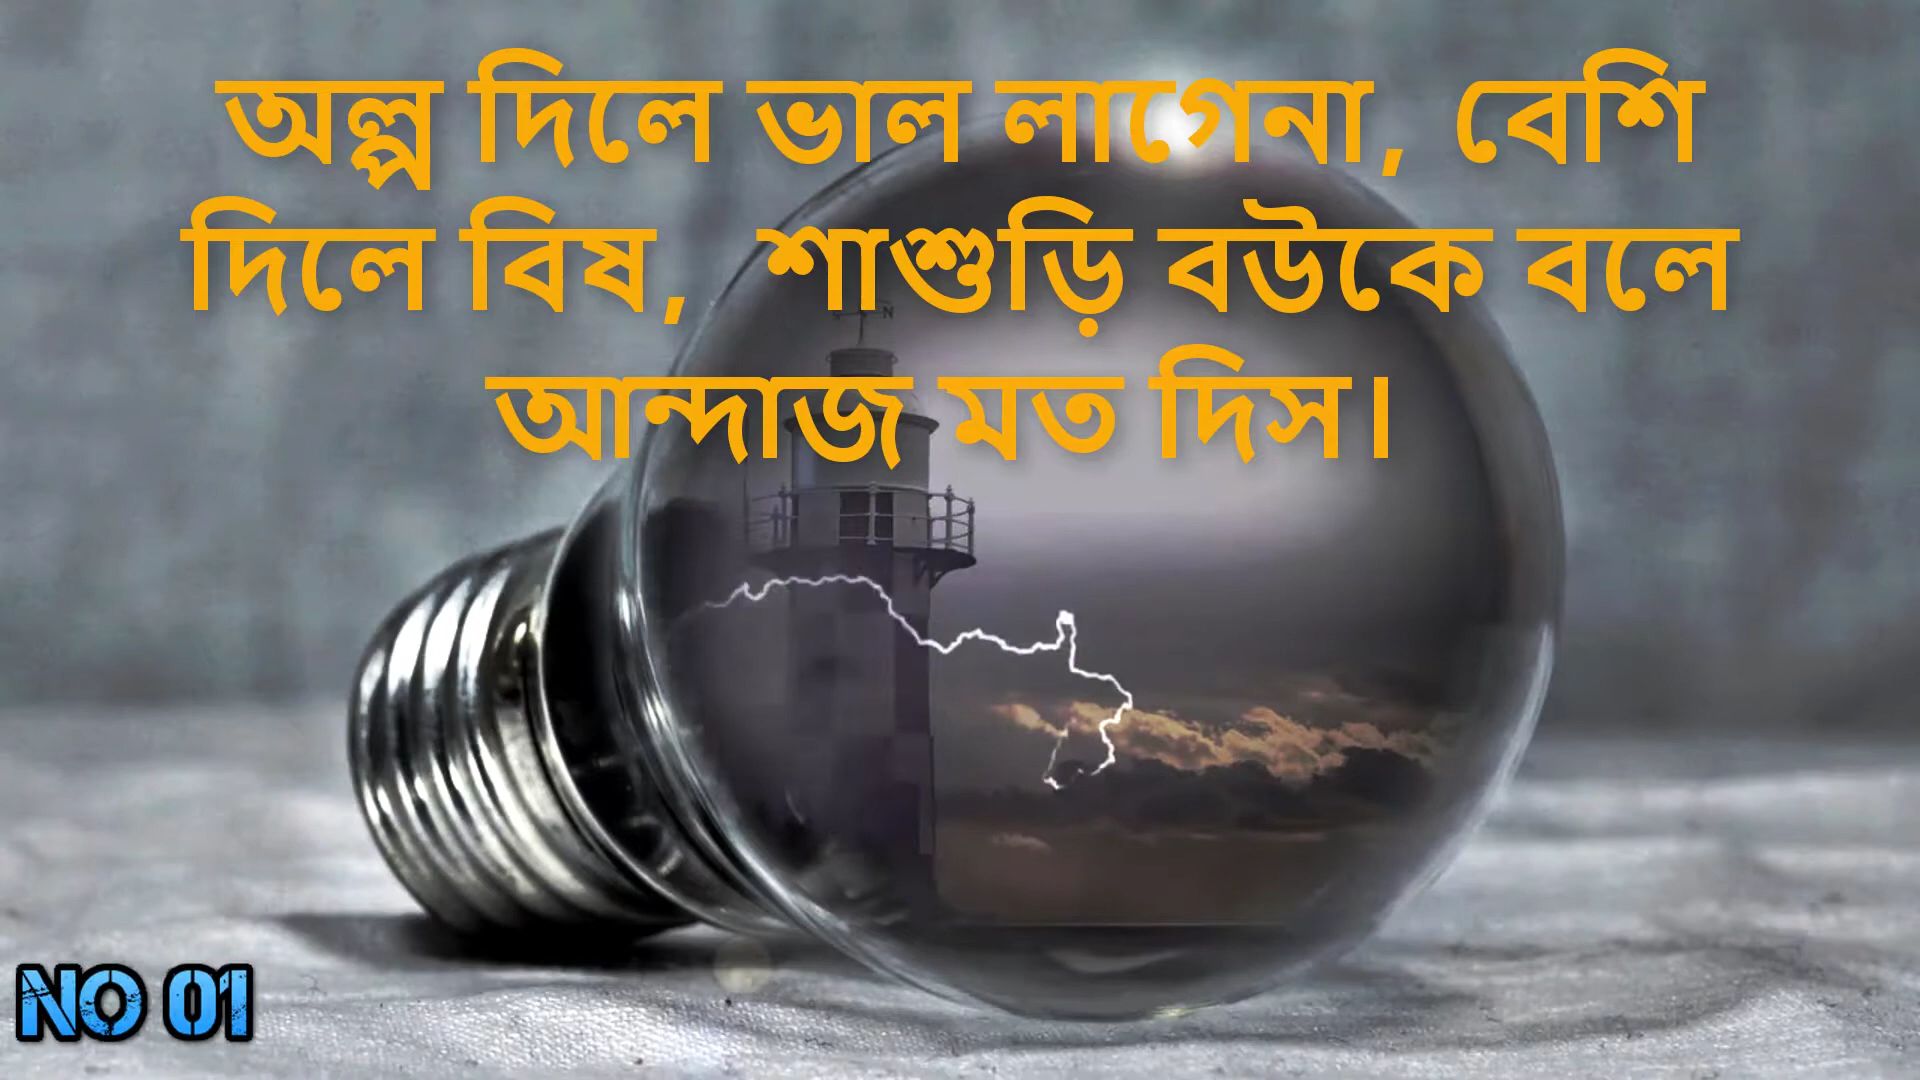 অল্প দিলে ভাল লাগেনা, বেশি
দিলে বিষ, শাশুড়ি বউকে বলে
আন্দাজ মত দিস।
N
NO 01